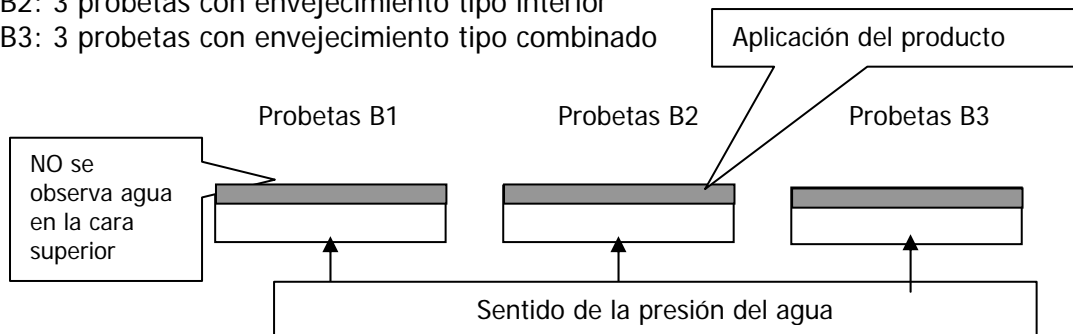 B2: 3 probetas con envejecimiento tipo interior
B3: 3 probetas con envejecimiento tipo combinado
Aplicación del producto
Probetas B1
Probetas B2
Probetas B3
NO se
observa agua
en la cara
superior
Sentido de la presión del agua